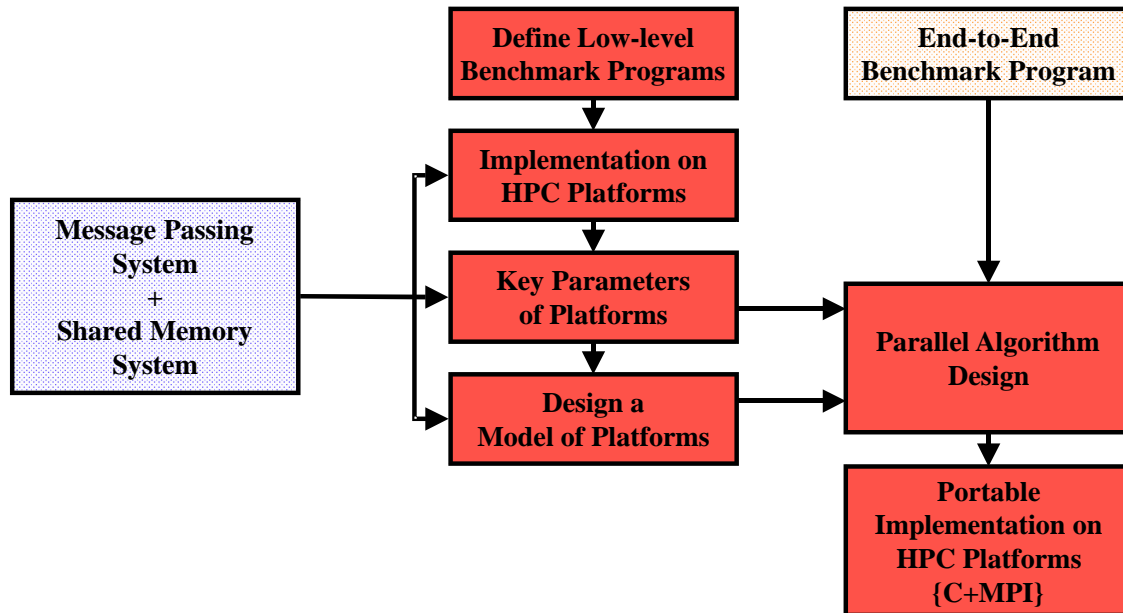 Define Low-level
Benchmark Programs
End-to-End
Benchmark Program
Implementation on
HPC Platforms
Message Passing
System
+
Shared Memory
System
Key Parameters
of Platforms
Parallel Algorithm
Design
Design a
Model of Platforms
Portable
Implementation on
HPC Platforms
{C+MPI}